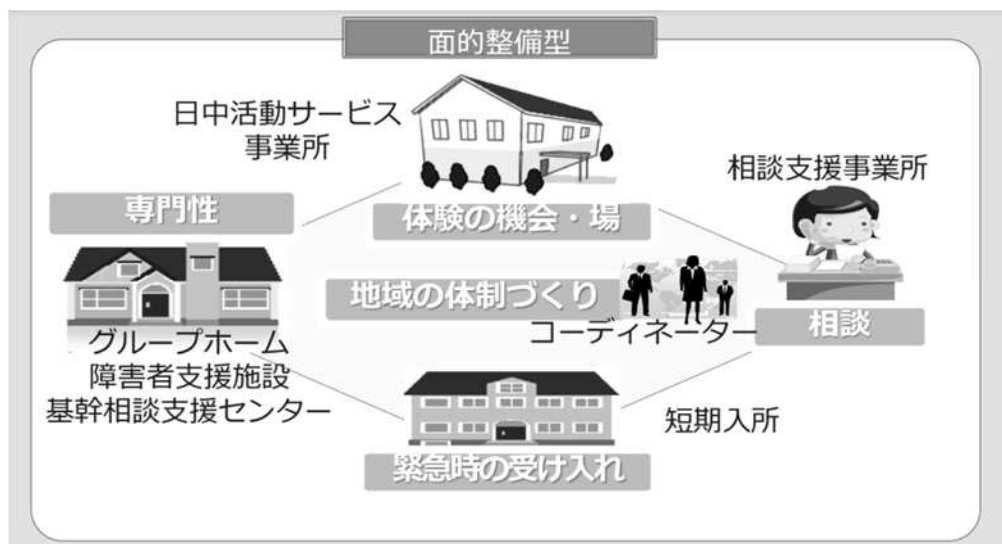 面的整備型
日中活動サービス
事業所
相談支援事業所
専門性
体験の機会・場
地域の体制づくり
コーディネーター
相談
グループホーム
障害者支援施設
基幹相談支援センター
短期入所
緊急時の受け入れ